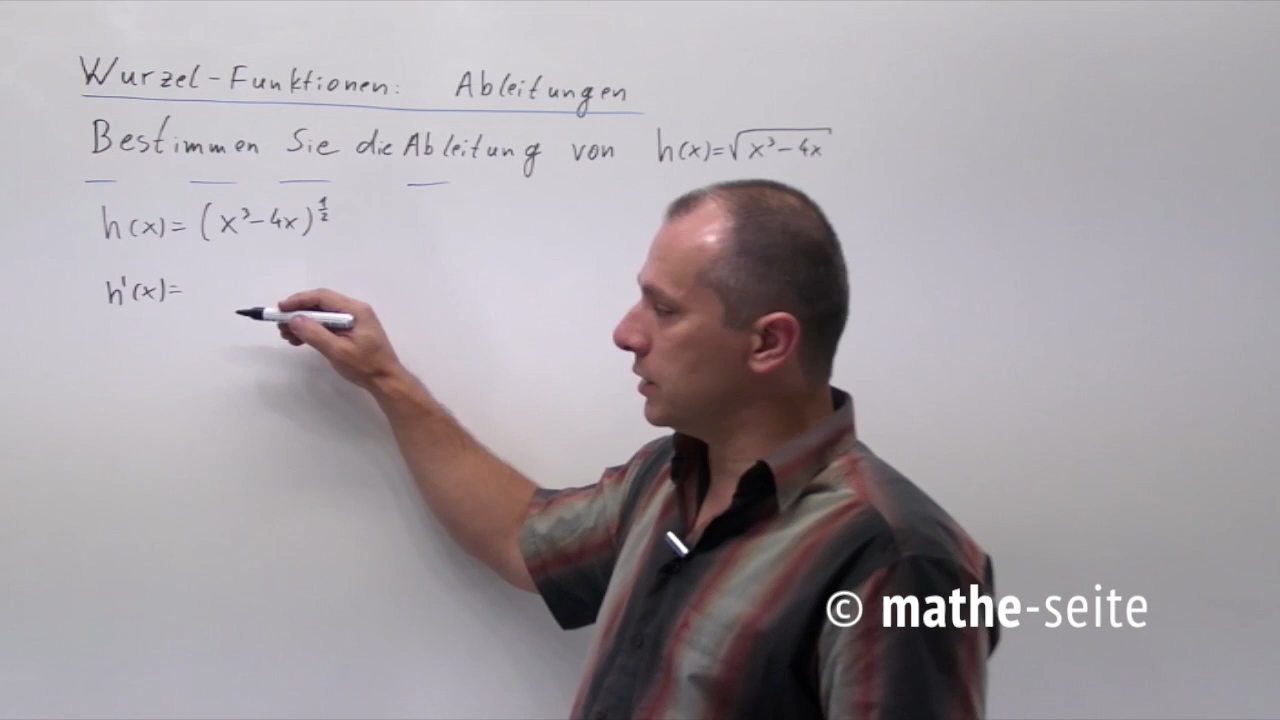 Wurzel-Funktionen: Ableitungen
Bestimmen Sie die Ableitung von h(x)=√(x³-4x)
h(x)= (x³-4x)^½
h'(x)=
© mathe-seite